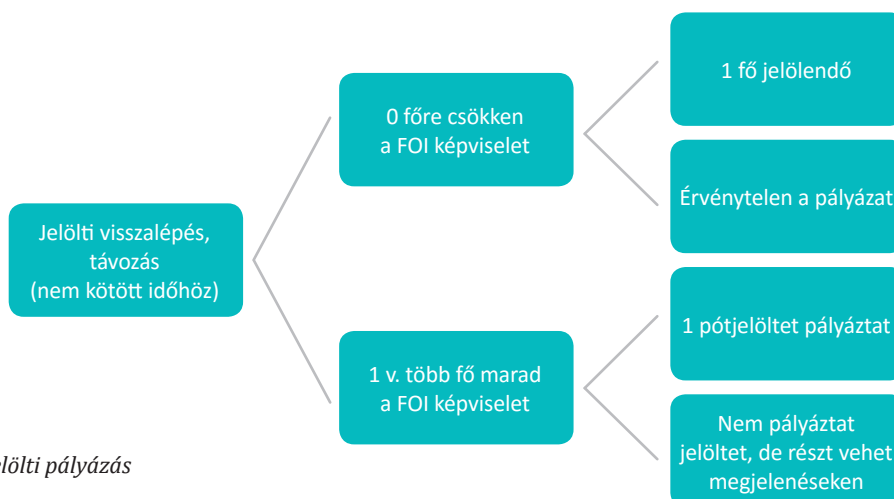 Jelölti visszalépés,
távozás
(nem kötött időhöz)
0 főre csökken
a FOI képviselet
1 fő jelölendő
Érvénytelen a pályázat
1 v. több fő marad
a FOI képviselet
1 pótjelöltet pályáztat
Nem pályáztat
jelöltet, de részt vehet
megjelenéseken
pályázás